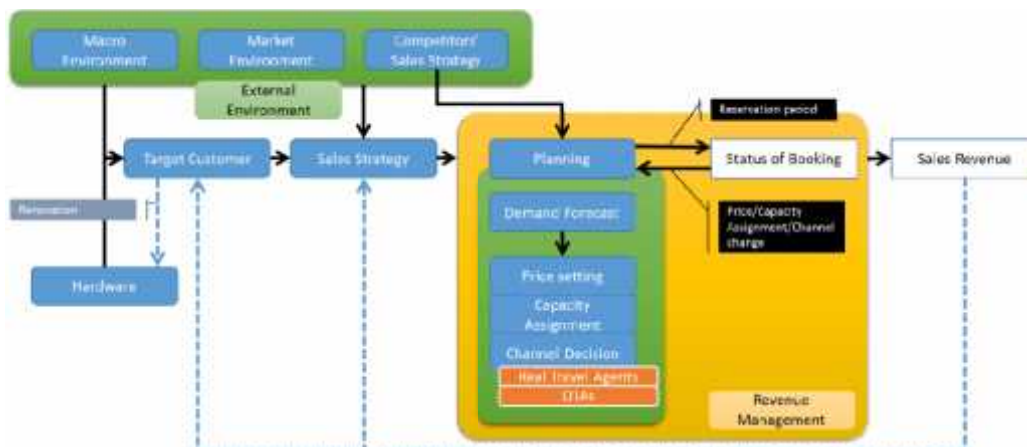 Macro
Environment
Market
Environment
Competitors'
Sales Strategy
External
Environment
Reservation period
Target Customer
Sales Strategy
Planning
Status of Booking
Sales Revenue
Renovation
Demand Forecast
Price/Capacity
Assignment/Channel
change
Hardware
Price setting
Capacity
Assignment
Channel Decision
Real Travel Agents
OTAs
Revenue
Management